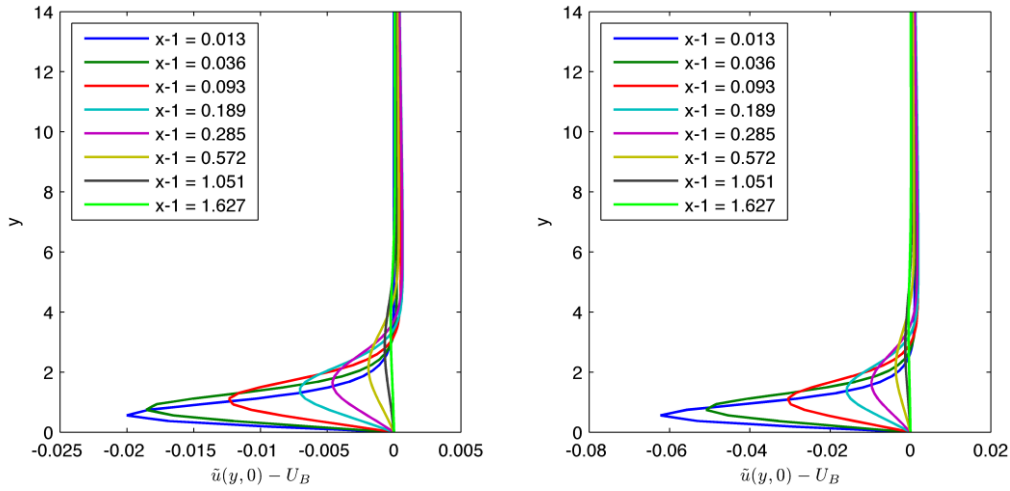 14
12
10
8
6
4
2
0
y
x-1 = 0.013
x-1 = 0.036
x-1 = 0.093
x-1 = 0.189
x-1 = 0.285
x-1 = 0.572
x-1 = 1.051
x-1 = 1.627
-0.025 -0.02 -0.015 -0.01 -0.005 0 0.005
ũ(y, 0) − U_B
14
12
10
8
6
4
2
0
y
x-1 = 0.013
x-1 = 0.036
x-1 = 0.093
x-1 = 0.189
x-1 = 0.285
x-1 = 0.572
x-1 = 1.051
x-1 = 1.627
-0.08 -0.06 -0.04 -0.02 0 0.02
ũ(y, 0) − U_B